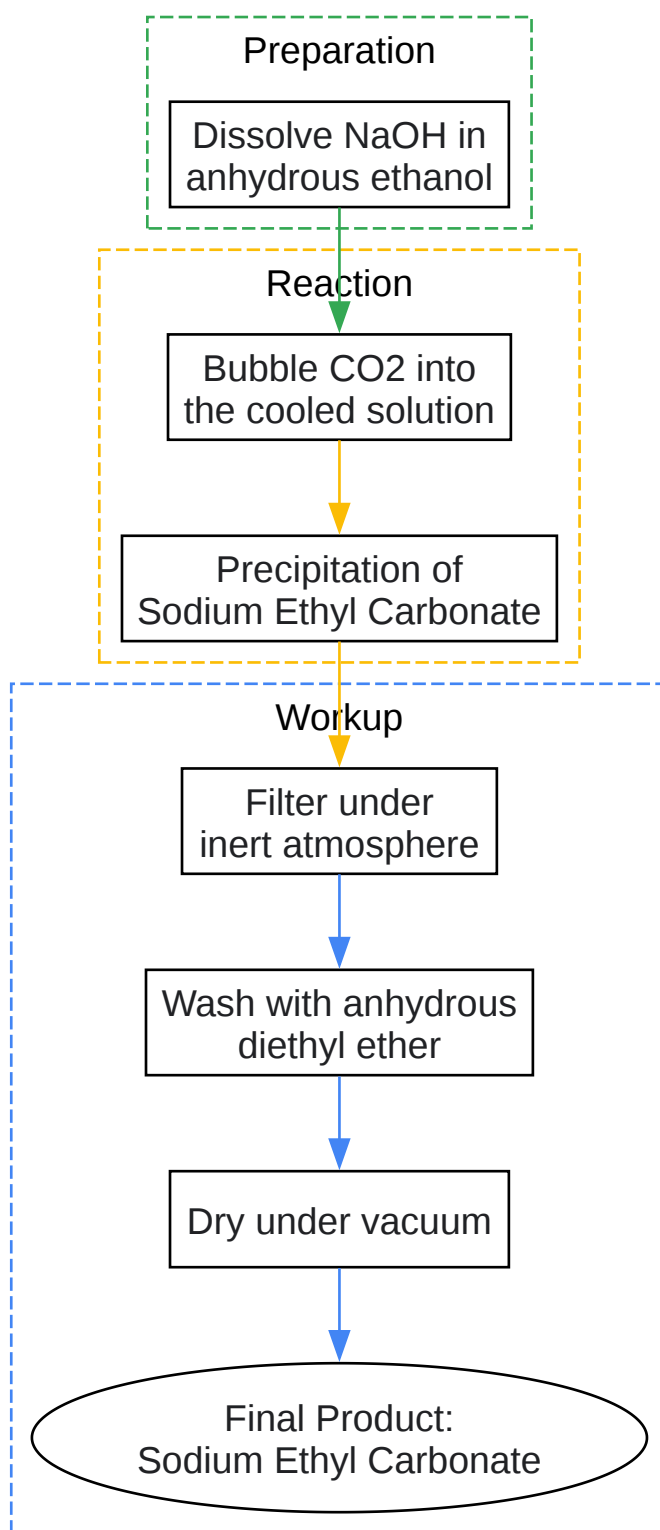 Preparation
Dissolve NaOH in
anhydrous ethanol
Reaction
Bubble CO2 into
the cooled solution
Precipitation of
Sodium Ethyl Carbonate
Workup
Filter under
inert atmosphere
Wash with anhydrous
diethyl ether
Dry under vacuum
Final Product:
Sodium Ethyl Carbonate